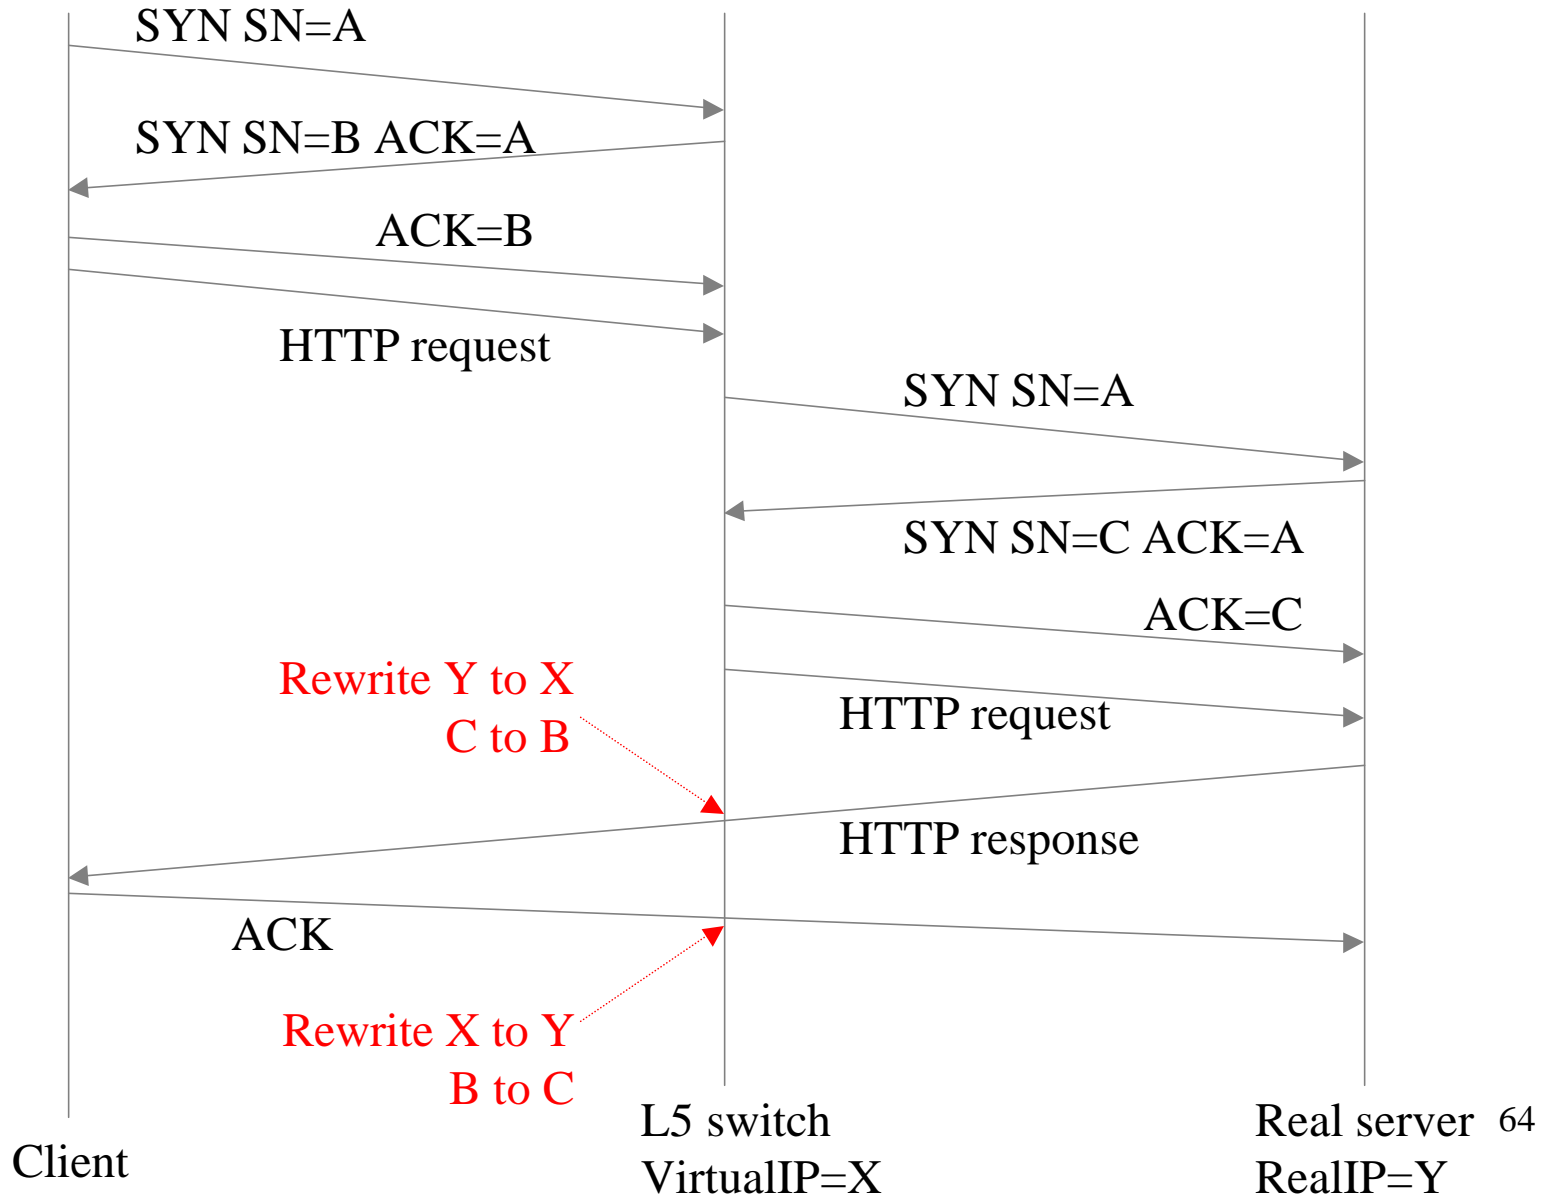 SYN SN=A
SYN SN=B ACK=A
ACK=B
HTTP request
SYN SN=A
SYN SN=C ACK=A
ACK=C
Rewrite Y to X
C to B
HTTP request
HTTP response
ACK
Rewrite X to Y
B to C
Client
L5 switch
VirtualIP=X
Real server
RealIP=Y
64